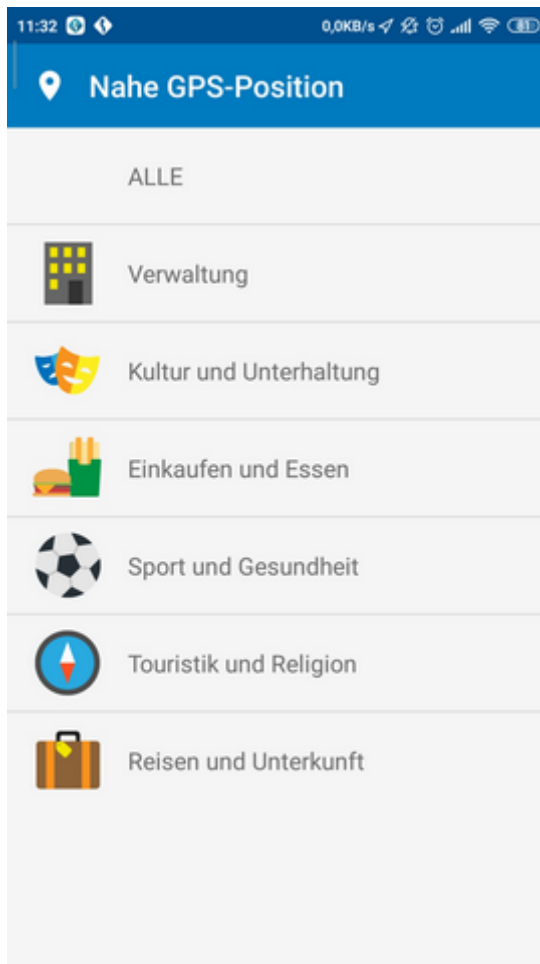 11:32 0,0KB/s 81
Nahe GPS-Position
ALLE
Verwaltung
Kultur und Unterhaltung
Einkaufen und Essen
Sport und Gesundheit
Touristik und Religion
Reisen und Unterkunft